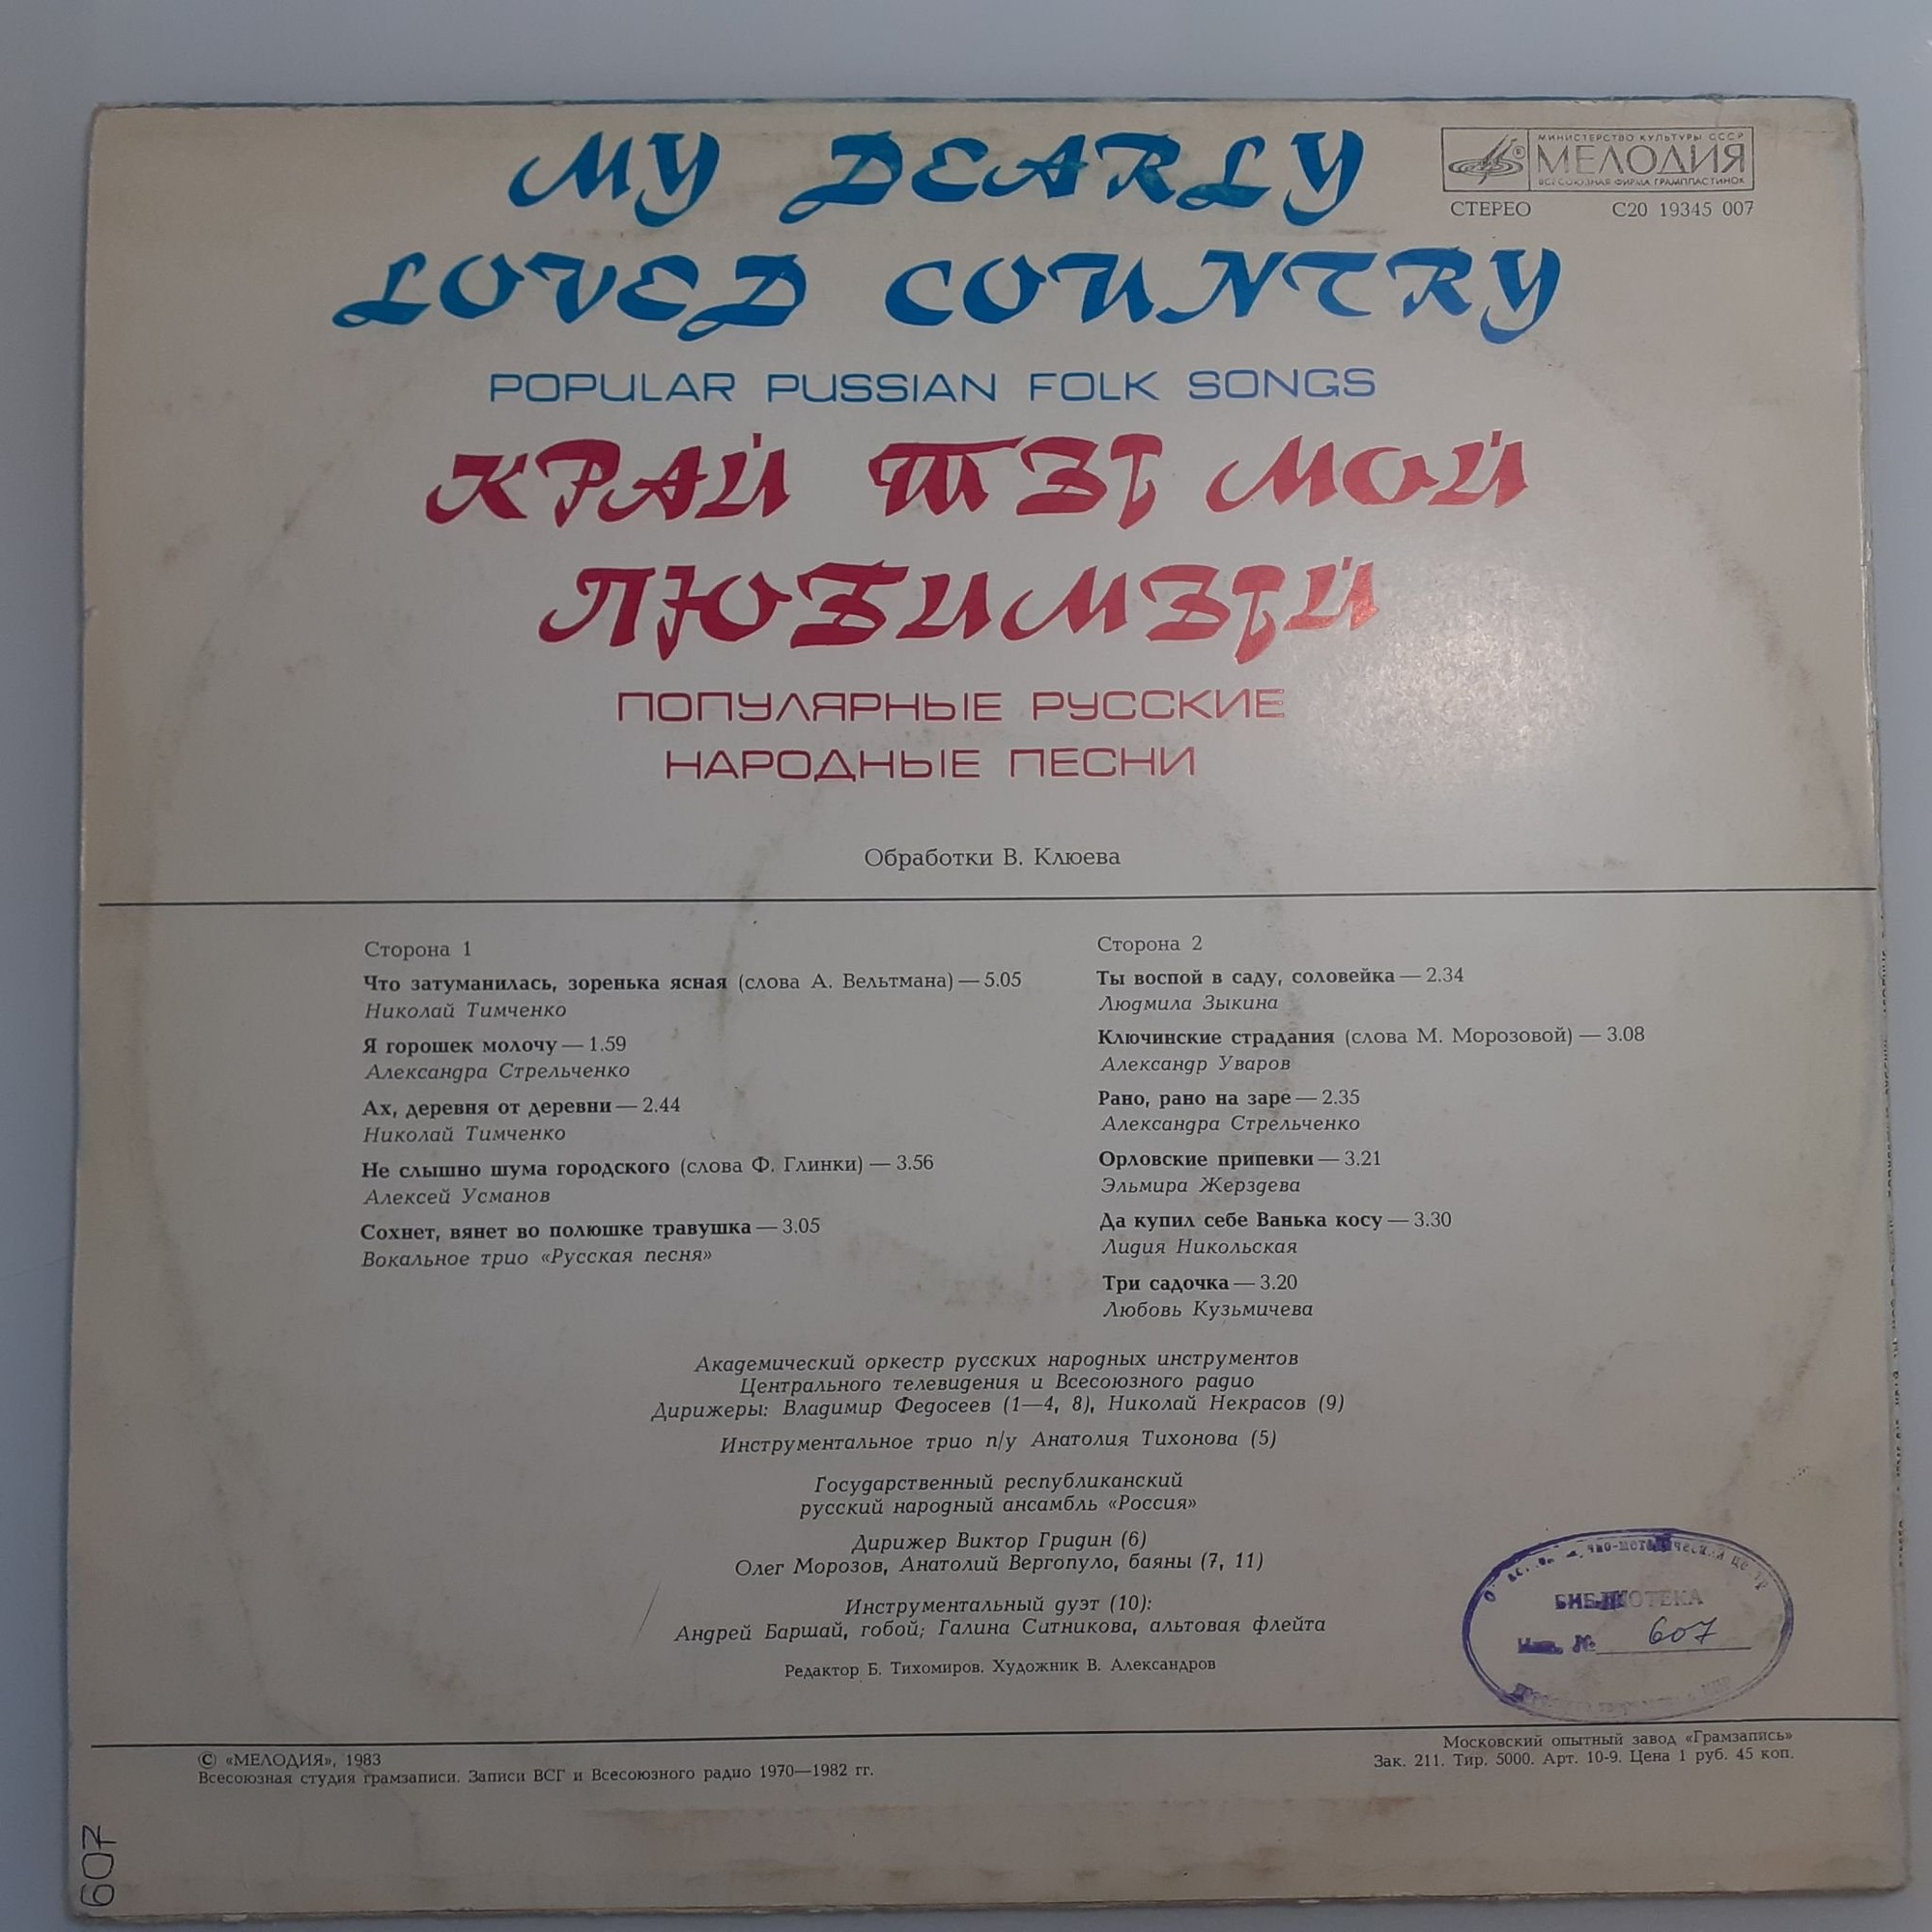 MY DEARLY
LOVED COUNTRY
POPULAR PUSSIAN FOLK SONGS
КРАЙ ТЫ МОЙ
ЛЮБИМЫЙ
ПОПУЛЯРНЫЕ РУССКИЕ
НАРОДНЫЕ ПЕСНИ
МИНИСТЕРСТВО КУЛЬТУРЫ СССР
®
МЕЛОДИЯ
ВСЕСОЮЗНАЯ ФИРМА ГРАМПЛАСТИНОК
СТЕРЕО С20 19345 007
Обработки В. Клюева
Сторона 1
Что затуманилась, зоренька ясная (слова А. Вельтмана) — 5.05
Николай Тимченко
Я горошек молочу — 1.59
Александра Стрельченко
Ах, деревня от деревни — 2.44
Николай Тимченко
Не слышно шума городского (слова Ф. Глинки) — 3.56
Алексей Усманов
Сохнет, вянет во полюшке травушка — 3.05
Вокальное трио «Русская песня»
Сторона 2
Ты воспой в саду, соловейка — 2.34
Людмила Зыкина
Ключинские страдания (слова М. Морозовой) — 3.08
Александр Уваров
Рано, рано на заре — 2.35
Александра Стрельченко
Орловские припевки — 3.21
Эльмира Жерздева
Да купил себе Ванька косу — 3.30
Лидия Никольская
Три садочка — 3.20
Любовь Кузьмичева
Академический оркестр русских народных инструментов
Центрального телевидения и Всесоюзного радио
Дирижеры: Владимир Федосеев (1—4, 8), Николай Некрасов (9)
Инструментальное трио п/у Анатолия Тихонова (5)
Государственный республиканский
русский народный ансамбль «Россия»
Дирижер Виктор Гридин (6)
Олег Морозов, Анатолий Вергопуло, баяны (7, 11)
Инструментальный дуэт (10):
Андрей Баршай, гобой; Галина Ситникова, альтовая флейта
Редактор Б. Тихомиров. Художник В. Александров
БИБЛИОТЕКА
Инв. № 607
© «МЕЛОДИЯ», 1983
Всесоюзная студия грамзаписи. Записи ВСГ и Всесоюзного радио 1970—1982 гг.
Московский опытный завод «Грамзапись»
Зак. 211. Тир. 5000. Арт. 10-9. Цена 1 руб. 45 коп.
607